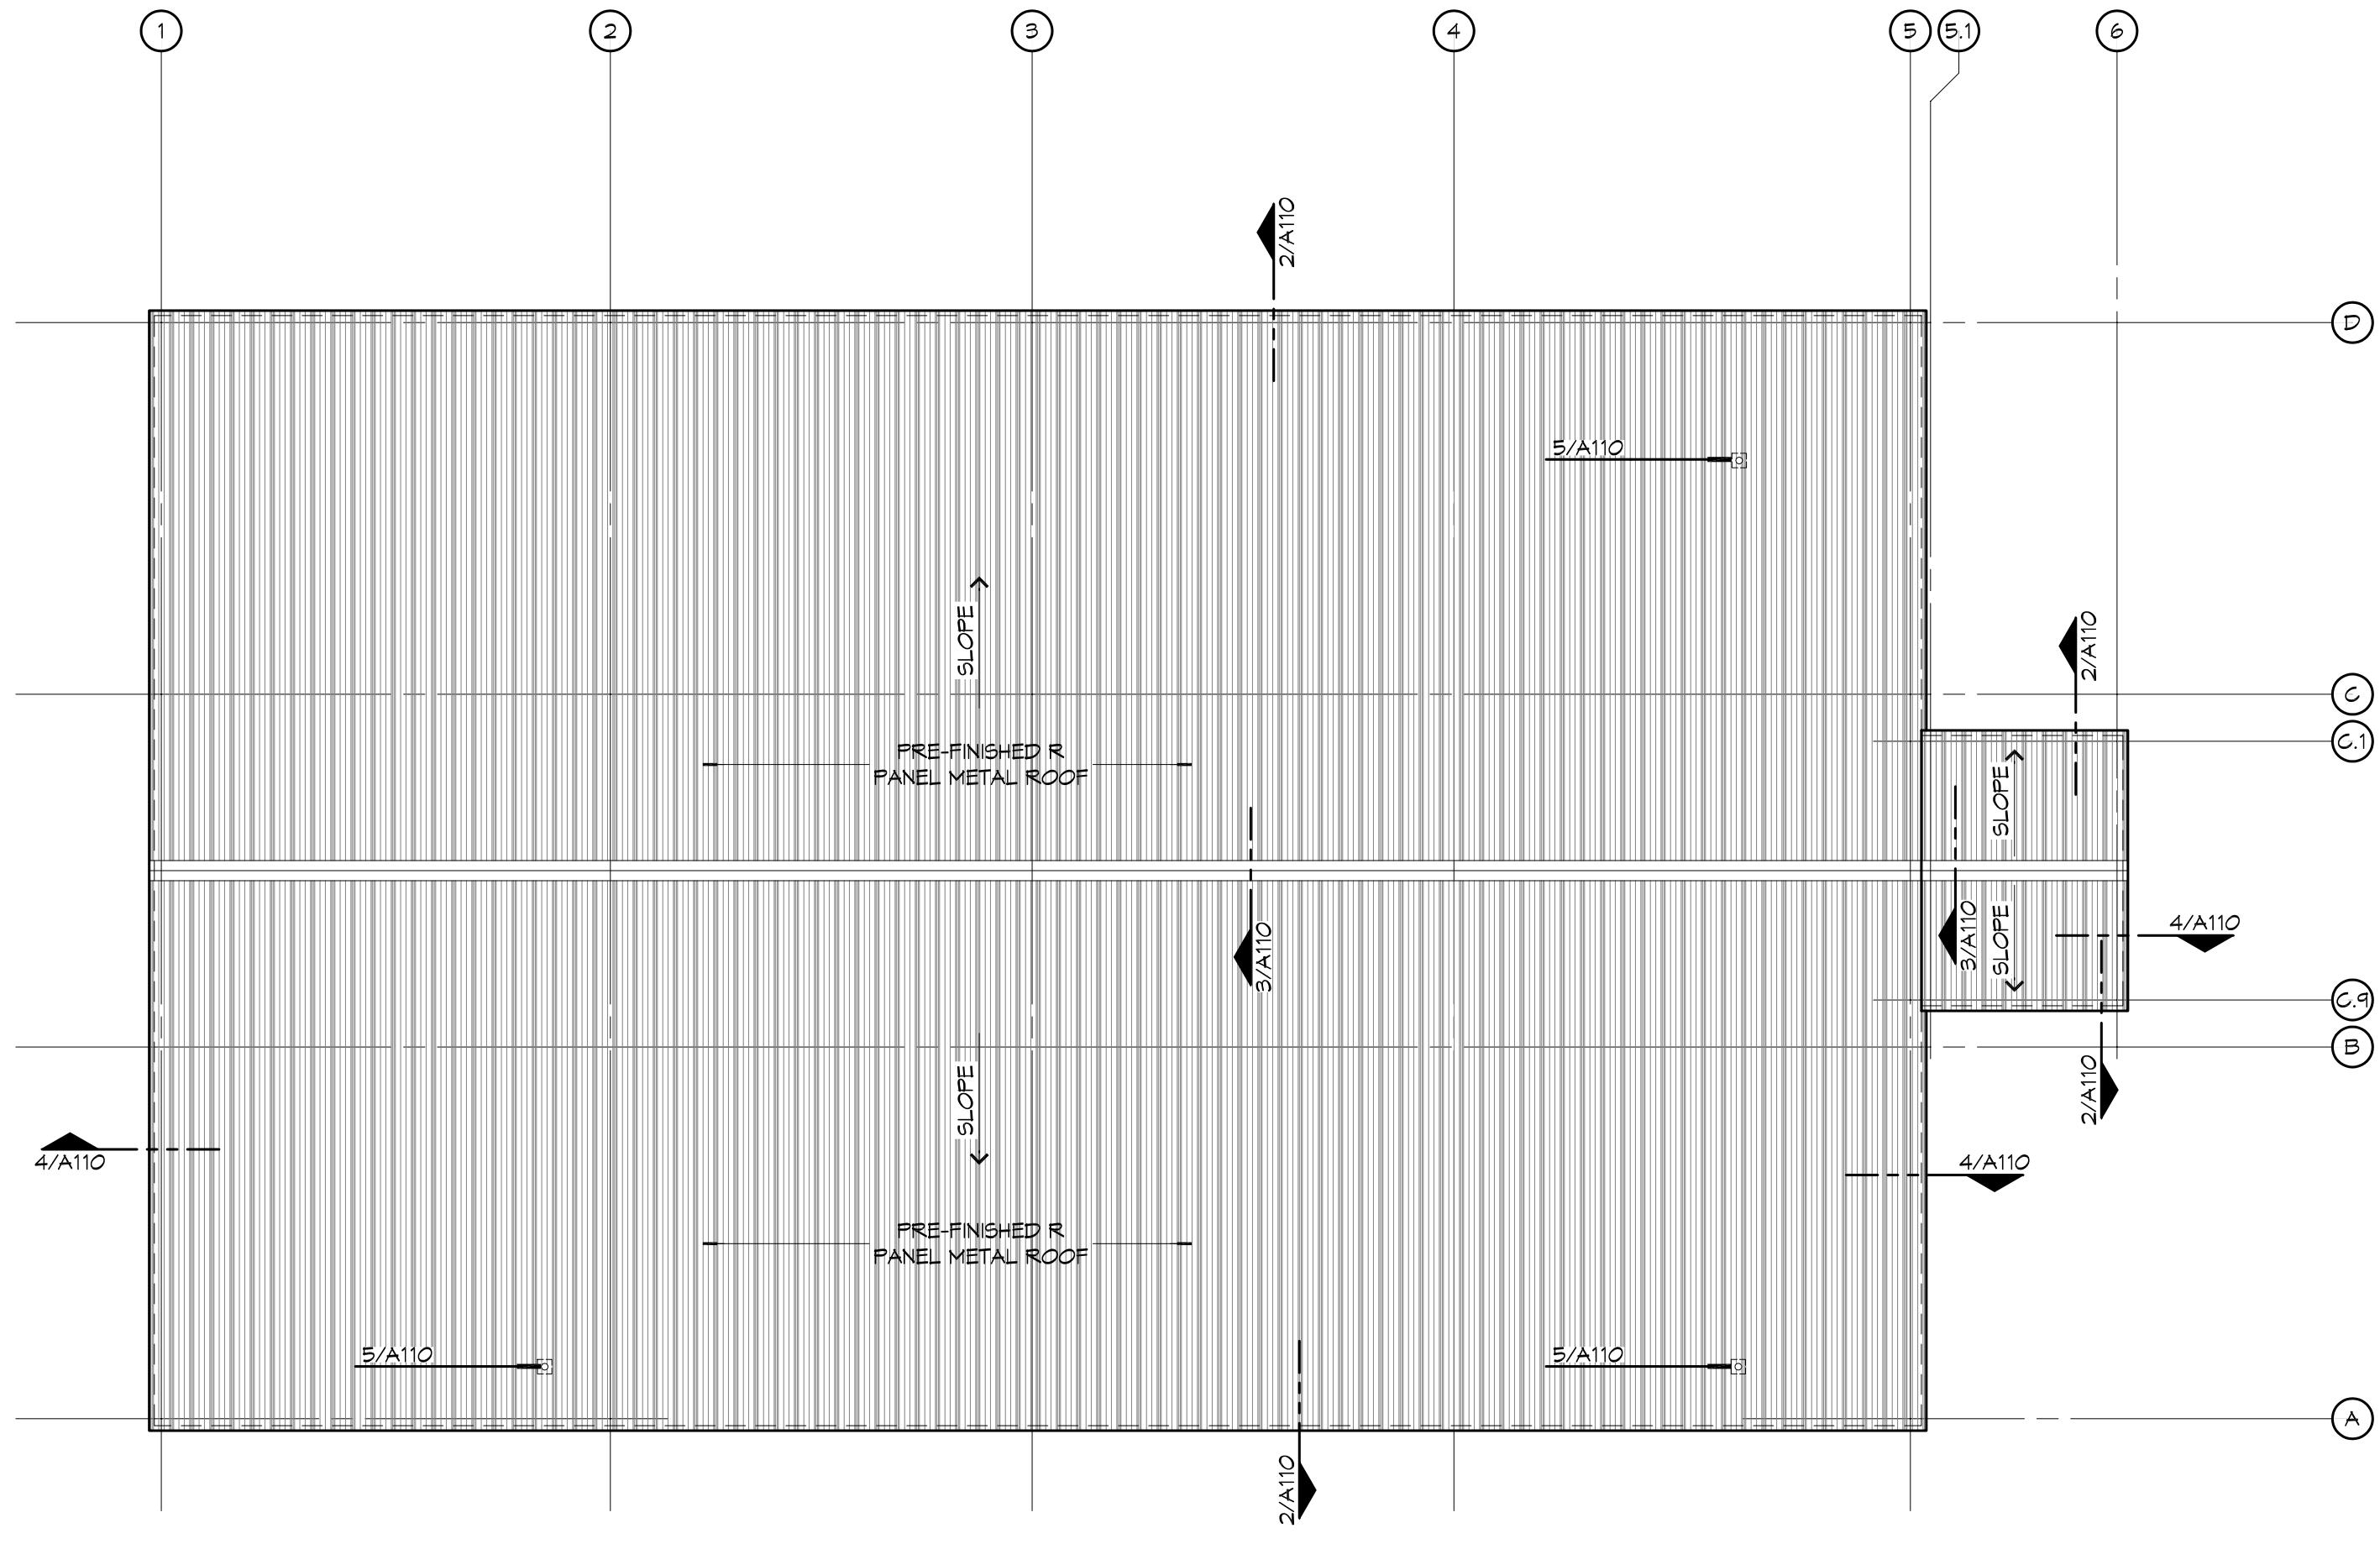 1
2
3
4
5
5.1
6
2/A110
D
5/A110
SLOPE
2/A110
C
C.1
PRE-FINISHED R
PANEL METAL ROOF
SLOPE
3/A110
3/A110
SLOPE
4/A110
C.9
B
SLOPE
2/A110
4/A110
4/A110
PRE-FINISHED R
PANEL METAL ROOF
5/A110
5/A110
A
2/A110